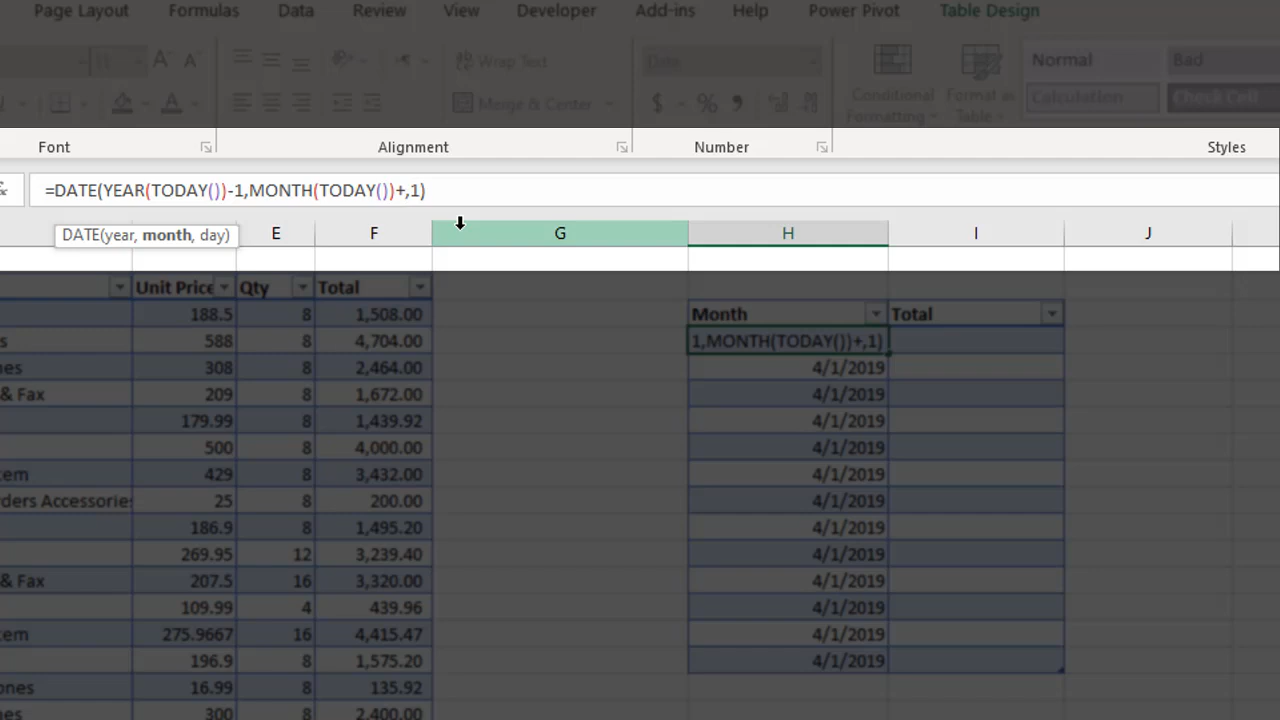 Page Layout Formulas Data Review View Developer Add-ins Help Power Pivot Table Design
11 A A Wrap Text Date Conditional Format as Normal Bad
Merge & Center $ % Formatting Table Calculation Check Cell
Font Alignment Number Styles
=DATE(YEAR(TODAY())-1,MONTH(TODAY())+,1)
DATE(year, month, day)
E F G H I J
Unit Price Qty Total
188.5 8 1,508.00 Month Total
s 588 8 4,704.00 1,MONTH(TODAY())+,1)
nes 308 8 2,464.00 4/1/2019
& Fax 209 8 1,672.00 4/1/2019
179.99 8 1,439.92 4/1/2019
500 8 4,000.00 4/1/2019
tem 429 8 3,432.00 4/1/2019
rders Accessories 25 8 200.00 4/1/2019
186.9 8 1,495.20 4/1/2019
269.95 12 3,239.40 4/1/2019
& Fax 207.5 16 3,320.00 4/1/2019
109.99 4 439.96 4/1/2019
tem 275.9667 16 4,415.47 4/1/2019
196.9 8 1,575.20 4/1/2019
ones 16.99 8 135.92
nes 300 8 2,400.00